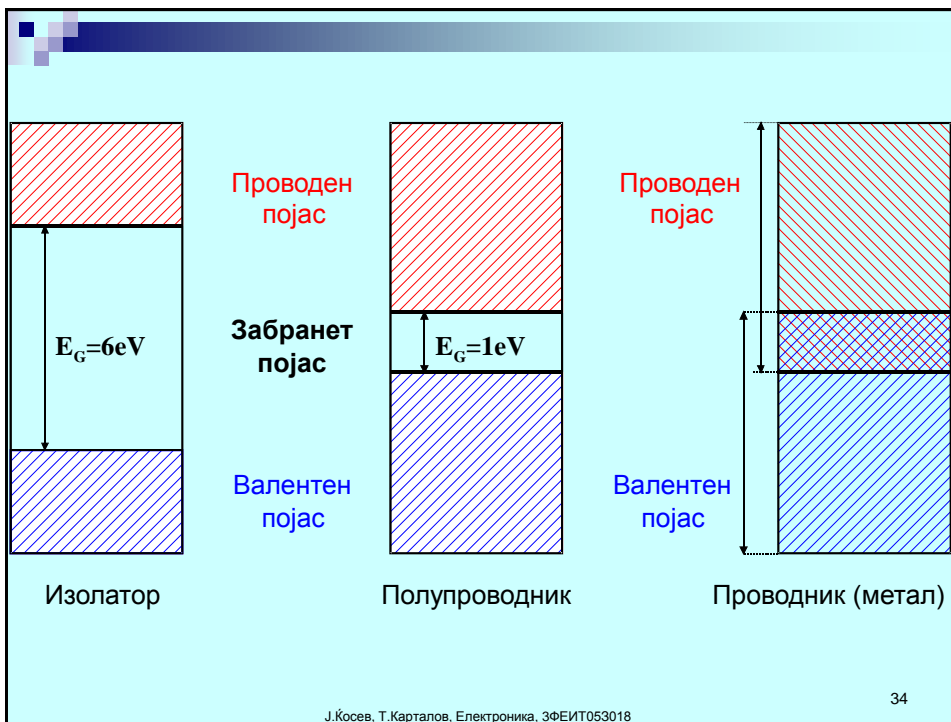 Проводен
појас
Проводен
појас
E_G=6eV
Забранет
појас
E_G=1eV
Валентен
појас
Валентен
појас
Изолатор
Полупроводник
Проводник (метал)
34
Ј.Ќосев, Т.Карталов, Електроника, 3ФЕИТ053018